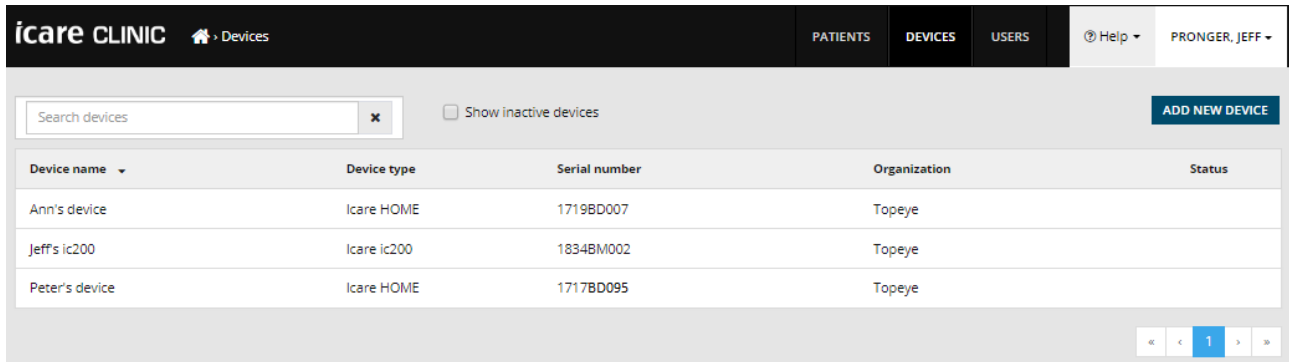 icare CLINIC › Devices PATIENTS DEVICES USERS Help PRONGER, JEFF
Search devices Show inactive devices ADD NEW DEVICE
Device name Device type Serial number Organization Status
Ann's device Icare HOME 1719BD007 Topeye
Jeff's ic200 Icare ic200 1834BM002 Topeye
Peter's device Icare HOME 1717BD095 Topeye
« ‹ 1 › »